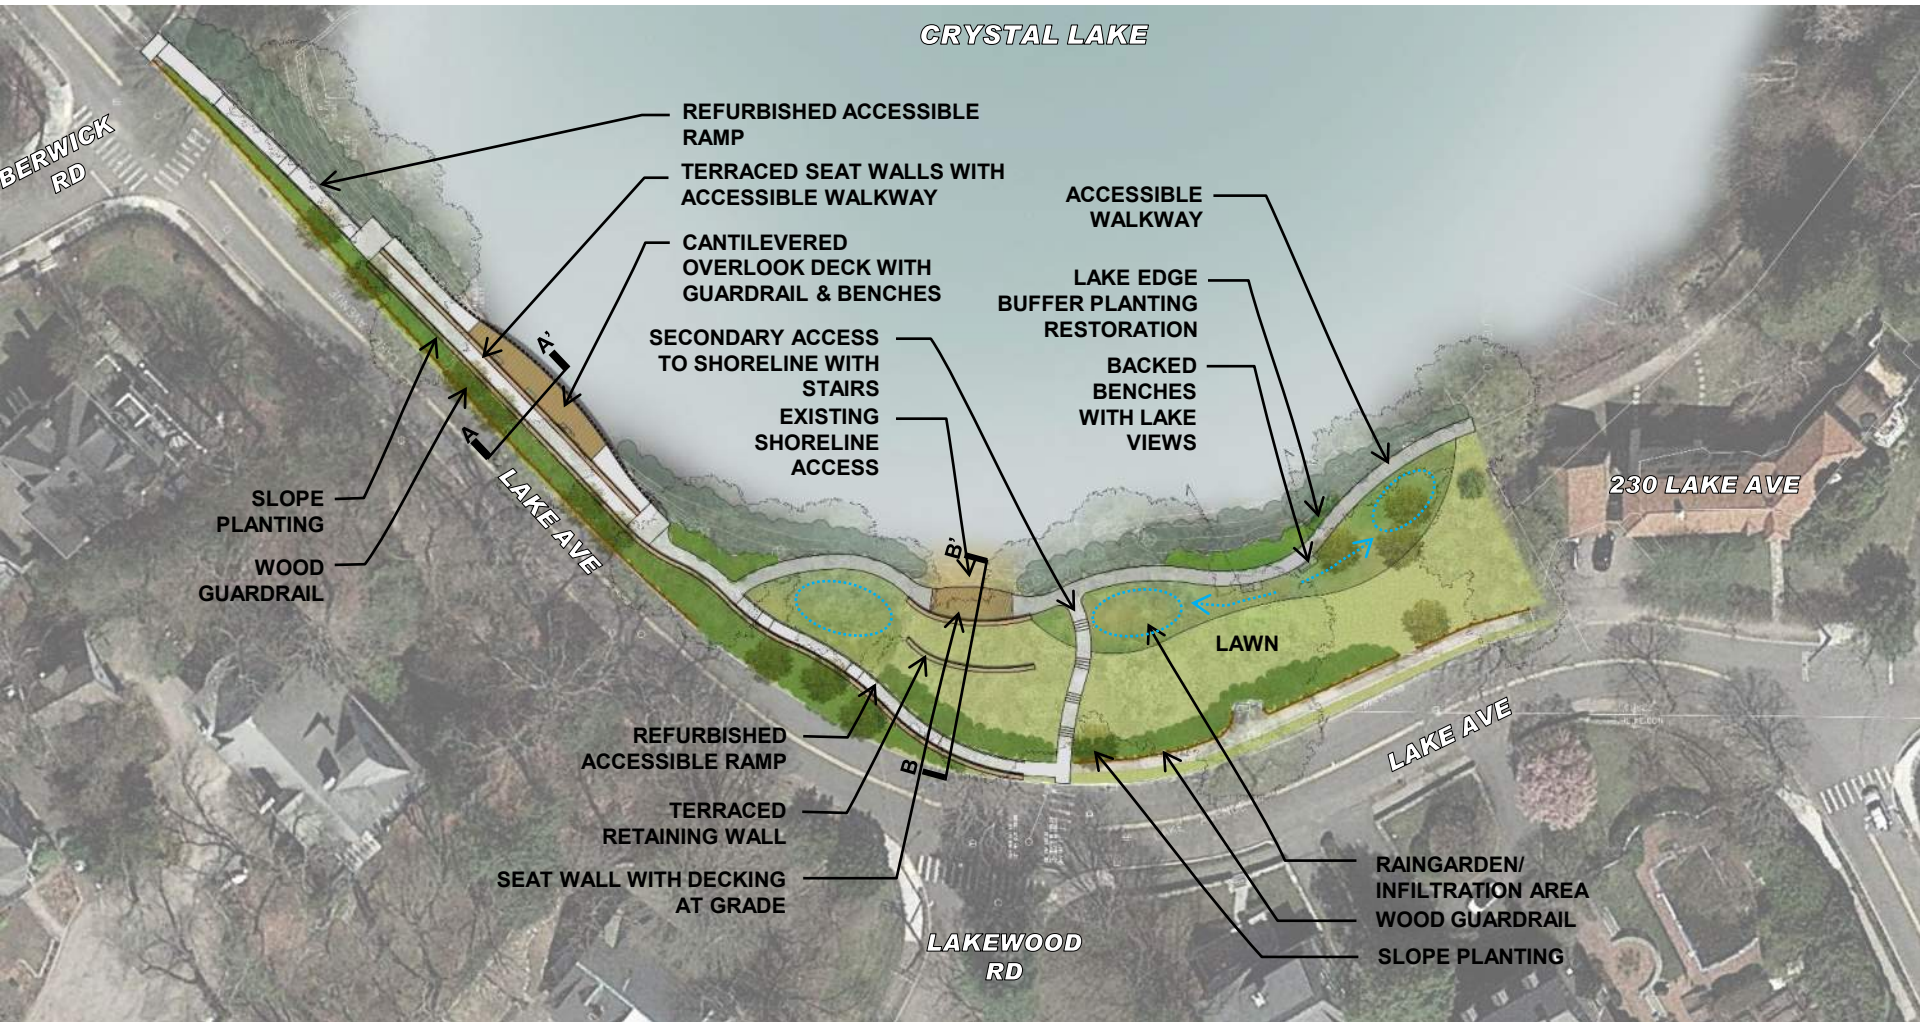 CRYSTAL LAKE
BERWICK
RD
REFURBISHED ACCESSIBLE
RAMP
TERRACED SEAT WALLS WITH
ACCESSIBLE WALKWAY
CANTILEVERED
OVERLOOK DECK WITH
GUARDRAIL & BENCHES
SECONDARY ACCESS
TO SHORELINE WITH
STAIRS
EXISTING
SHORELINE
ACCESS
ACCESSIBLE
WALKWAY
LAKE EDGE
BUFFER PLANTING
RESTORATION
BACKED
BENCHES
WITH LAKE
VIEWS
A'
A
LAKE AVE
SLOPE
PLANTING
WOOD
GUARDRAIL
B'
B
230 LAKE AVE
LAWN
LAKE AVE
REFURBISHED
ACCESSIBLE RAMP
TERRACED
RETAINING WALL
SEAT WALL WITH DECKING
AT GRADE
LAKEWOOD
RD
RAINGARDEN/
INFILTRATION AREA
WOOD GUARDRAIL
SLOPE PLANTING